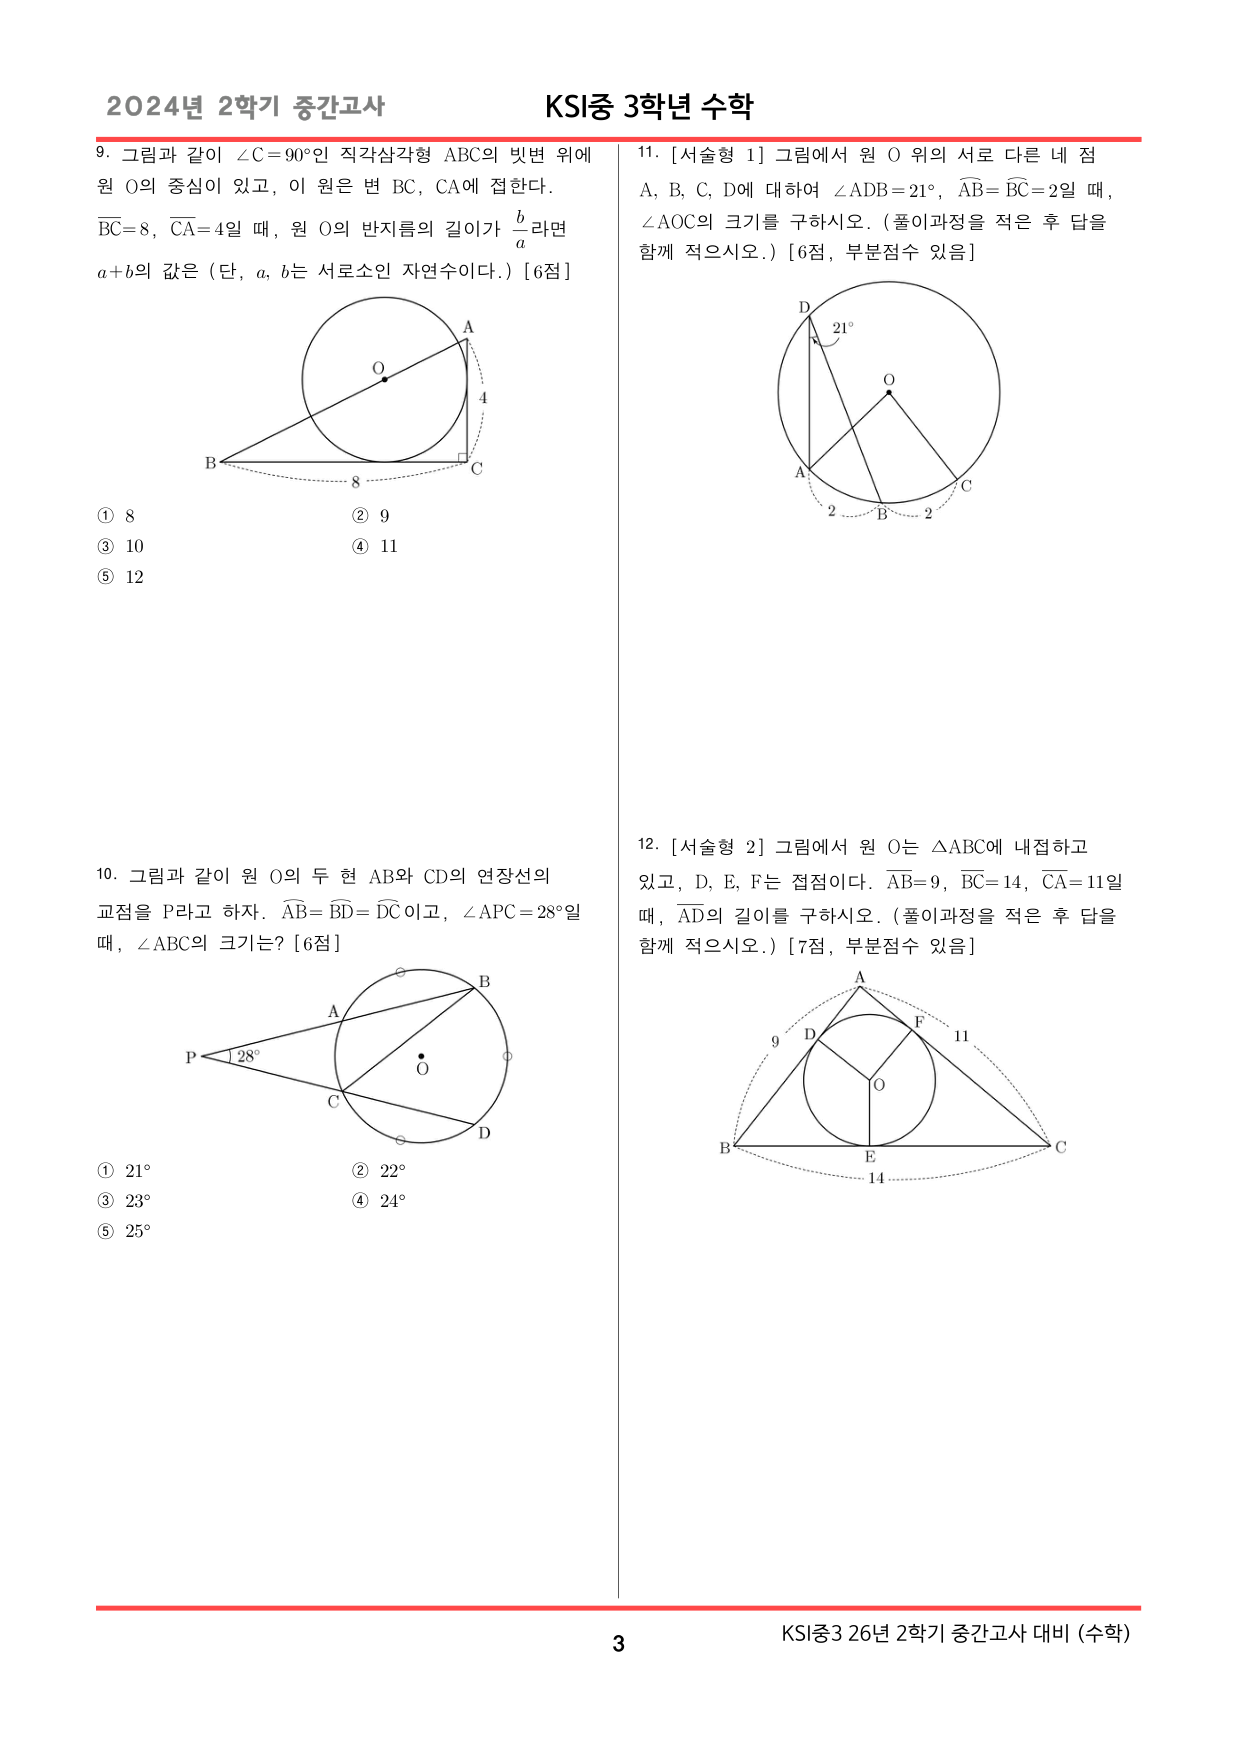 2024년 2학기 중간고사
KSI중 3학년 수학
9. 그림과 같이 ∠C=90°인 직각삼각형 ABC의 빗변 위에
원 O의 중심이 있고, 이 원은 변 BC, CA에 접한다.
B̅C̅=8, C̅A̅=4일 때, 원 O의 반지름의 길이가 b/a라면
a+b의 값은 (단, a, b는 서로소인 자연수이다.) [6점]
A
O
4
B
C
8
① 8
② 9
③ 10
④ 11
⑤ 12
10. 그림과 같이 원 O의 두 현 AB와 CD의 연장선의
교점을 P라고 하자. A͡B=B͡D=D͡C이고, ∠APC=28°일
때, ∠ABC의 크기는? [6점]
B
A
P
28°
O
C
D
① 21°
② 22°
③ 23°
④ 24°
⑤ 25°
11. [서술형 1] 그림에서 원 O 위의 서로 다른 네 점
A, B, C, D에 대하여 ∠ADB=21°, A͡B=B͡C=2일 때,
∠AOC의 크기를 구하시오. (풀이과정을 적은 후 답을
함께 적으시오.) [6점, 부분점수 있음]
D
21°
O
A
C
2
B
2
12. [서술형 2] 그림에서 원 O는 △ABC에 내접하고
있고, D, E, F는 접점이다. A̅B̅=9, B̅C̅=14, C̅A̅=11일
때, A̅D̅의 길이를 구하시오. (풀이과정을 적은 후 답을
함께 적으시오.) [7점, 부분점수 있음]
A
F
D
11
9
O
B
C
E
14
3
KSI중3 26년 2학기 중간고사 대비 (수학)